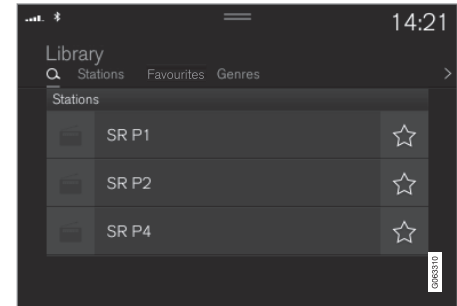 14:21
Library
Stations Favourites Genres
Stations
SR P1
SR P2
SR P4
G063310